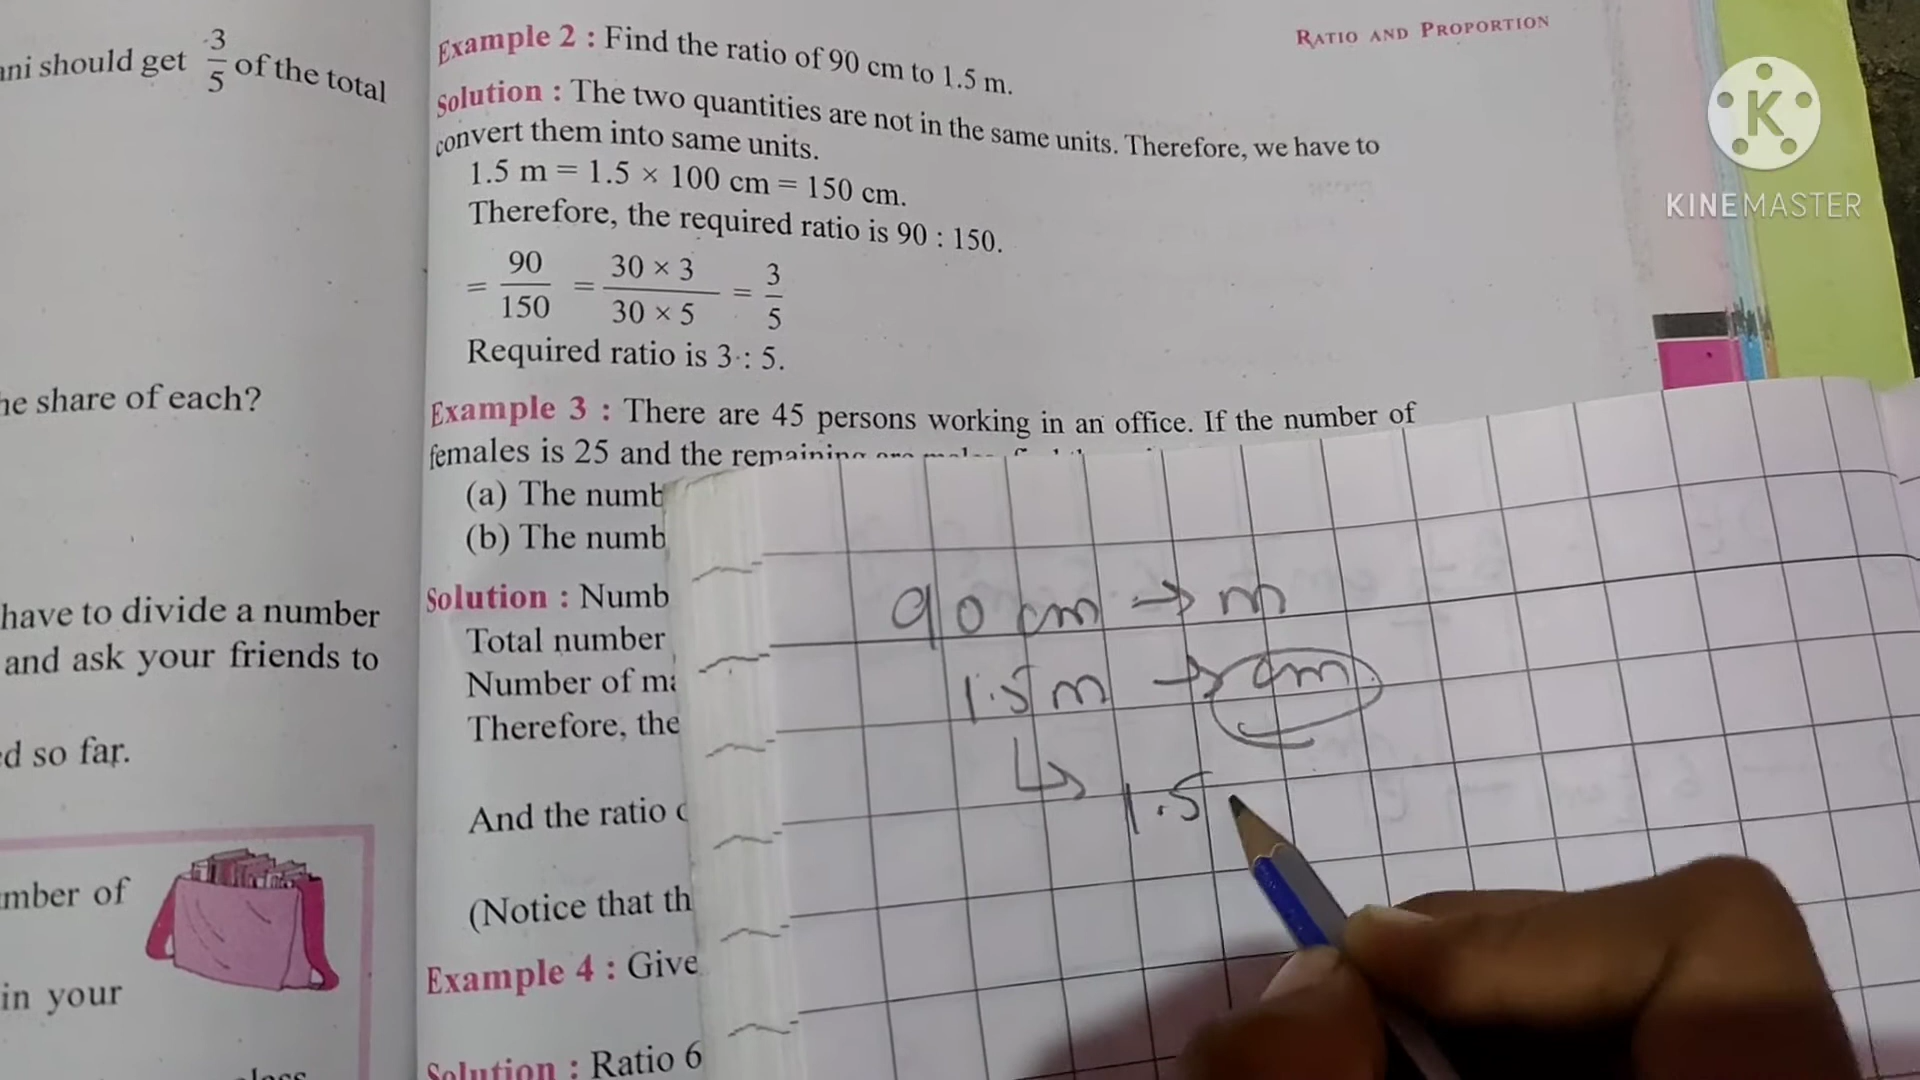 RATIO AND PROPORTION
KINEMASTER
ani should get 3/5 of the total
he share of each?
have to divide a number
and ask your friends to
d so far.
mber of
in your
Example 2 : Find the ratio of 90 cm to 1.5 m.
Solution : The two quantities are not in the same units. Therefore, we have to
convert them into same units.
1.5 m = 1.5 × 100 cm = 150 cm.
Therefore, the required ratio is 90 : 150.
= 90/150 = 30 × 3/30 × 5 = 3/5
Required ratio is 3 : 5.
Example 3 : There are 45 persons working in an office. If the number of
females is 25 and the remaining
(a) The numb
(b) The numb
Solution : Numb
Total number
Number of ma
Therefore, the
And the ratio
(Notice that th
Example 4 : Give
Solution : Ratio 6
90 cm → m
1.5 m → cm
↳ 1.5